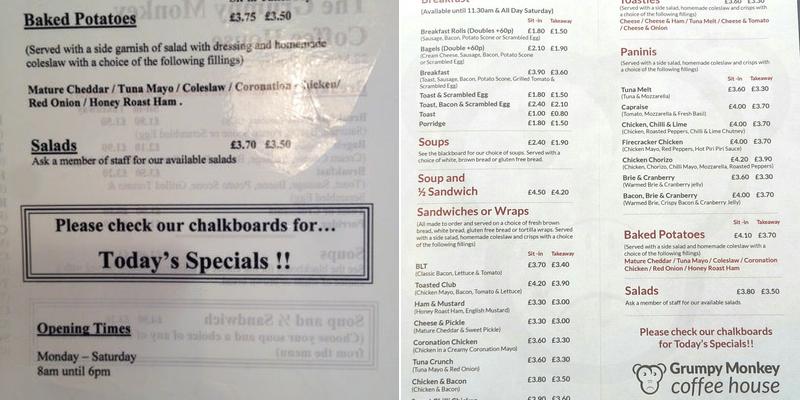 Baked Potatoes
£3.75 £3.50
(Served with a side garnish of salad with dressing and homemade
coleslaw with a choice of the following fillings)
Mature Cheddar / Tuna Mayo / Coleslaw / Coronation Chicken/
Red Onion / Honey Roast Ham .
Salads £3.70 £3.50
Ask a member of staff for our available salads
Please check our chalkboards for…
Today's Specials !!
Opening Times
Monday – Saturday
8am until 6pm
Breakfast
(Available until 11.30am & All Day Saturday)
Sit -in Takeaway
Breakfast Rolls (Doubles +60p) £1.80 £1.50
(Sausage, Bacon, Potato Scone or Scrambled Egg)
Bagels (Double +60p) £2.10 £1.90
(Cream Cheese, Sausage, Bacon, Potato Scone
or Scrambled Egg)
Breakfast £3.90 £3.60
(Toast, Sausage, Bacon, Potato Scone, Grilled Tomato &
Scrambled Egg)
Toast & Scrambled Egg £1.80 £1.50
Toast, Bacon & Scrambled Egg £2.40 £2.10
Toast £1.00 £0.80
Porridge £1.80 £1.50
Soups £2.40 £1.90
See the blackboard for our choice of soups. Served with a
choice of white, brown bread or gluten free bread.
Soup and
½ Sandwich £4.50 £4.20
Sandwiches or Wraps
(All made to order and served on a choice of fresh brown
bread, white, gluten free bread or tortilla wraps. Served
with a side salad, homemade coleslaw and crisps with a choice
of the following fillings)
Sit -in Takeaway
BLT £3.70 £3.40
(Classic Bacon, Lettuce & Tomato)
Toasted Club £4.20 £3.90
(Chicken Mayo, Bacon, Tomato & Lettuce)
Ham & Mustard £3.30 £3.00
(Honey Roast Ham, English Mustard)
Cheese & Pickle £3.30 £3.00
(Mature Cheddar & Sweet Pickle)
Coronation Chicken £3.60 £3.30
(Chicken in a Creamy Coronation Mayo)
Tuna Crunch £3.60 £3.30
(Tuna Mayo & Red Onion)
Chicken & Bacon £3.80 £3.50
(Chicken & Bacon)
£3.90 £3.60
Toasties £3.60 £3.30
(Served with a side salad, homemade coleslaw and crisps with
a choice of the following fillings)
Cheese / Cheese & Ham / Tuna Melt / Cheese & Tomato
/ Cheese & Onion
Paninis
(Served with a side salad, homemade coleslaw and crisps with
a choice of the following fillings)
Sit -in Takeaway
Tuna Melt £3.60 £3.30
(Tuna & Mozzarella)
Capraise £4.00 £3.70
(Tomato, Mozzarella & Fresh Basil)
Chicken, Chilli & Lime £4.00 £3.70
(Chicken, Roasted Peppers, Chilli & Lime Chutney)
Firecracker Chicken £4.00 £3.70
(Chicken Mayo, Red Peppers, Hot Piri Piri Sauce)
Chicken Chorizo £4.20 £3.90
(Chicken, Chorizo, Chilli Mayo, Mozzarella, Roasted Peppers)
Brie & Cranberry £3.60 £3.30
(Warmed Brie & Cranberry jelly)
Bacon, Brie & Cranberry £4.00 £3.70
(Warmed Brie, Crispy Bacon & Cranberry Jelly)
Sit -in Takeaway
Baked Potatoes £4.10 £3.70
(Served with a side salad, homemade coleslaw and crisps with
a choice of the following fillings)
Mature Cheddar / Tuna Mayo / Coleslaw / Coronation
Chicken / Red Onion / Honey Roast Ham
Salads £3.80 £3.50
Ask a member of staff for our available salads
Please check our chalkboards
for Today's Specials!!
Grumpy Monkey
coffee house